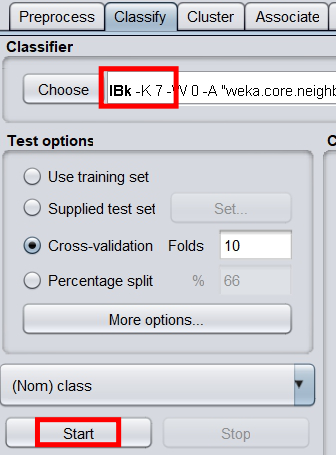 Preprocess Classify Cluster Associate
Classifier
Choose IBk -K 7 -W 0 -A "weka.core.neighb
Test options
Use training set
Supplied test set Set...
Cross-validation Folds 10
Percentage split % 66
More options...
(Nom) class
Start Stop